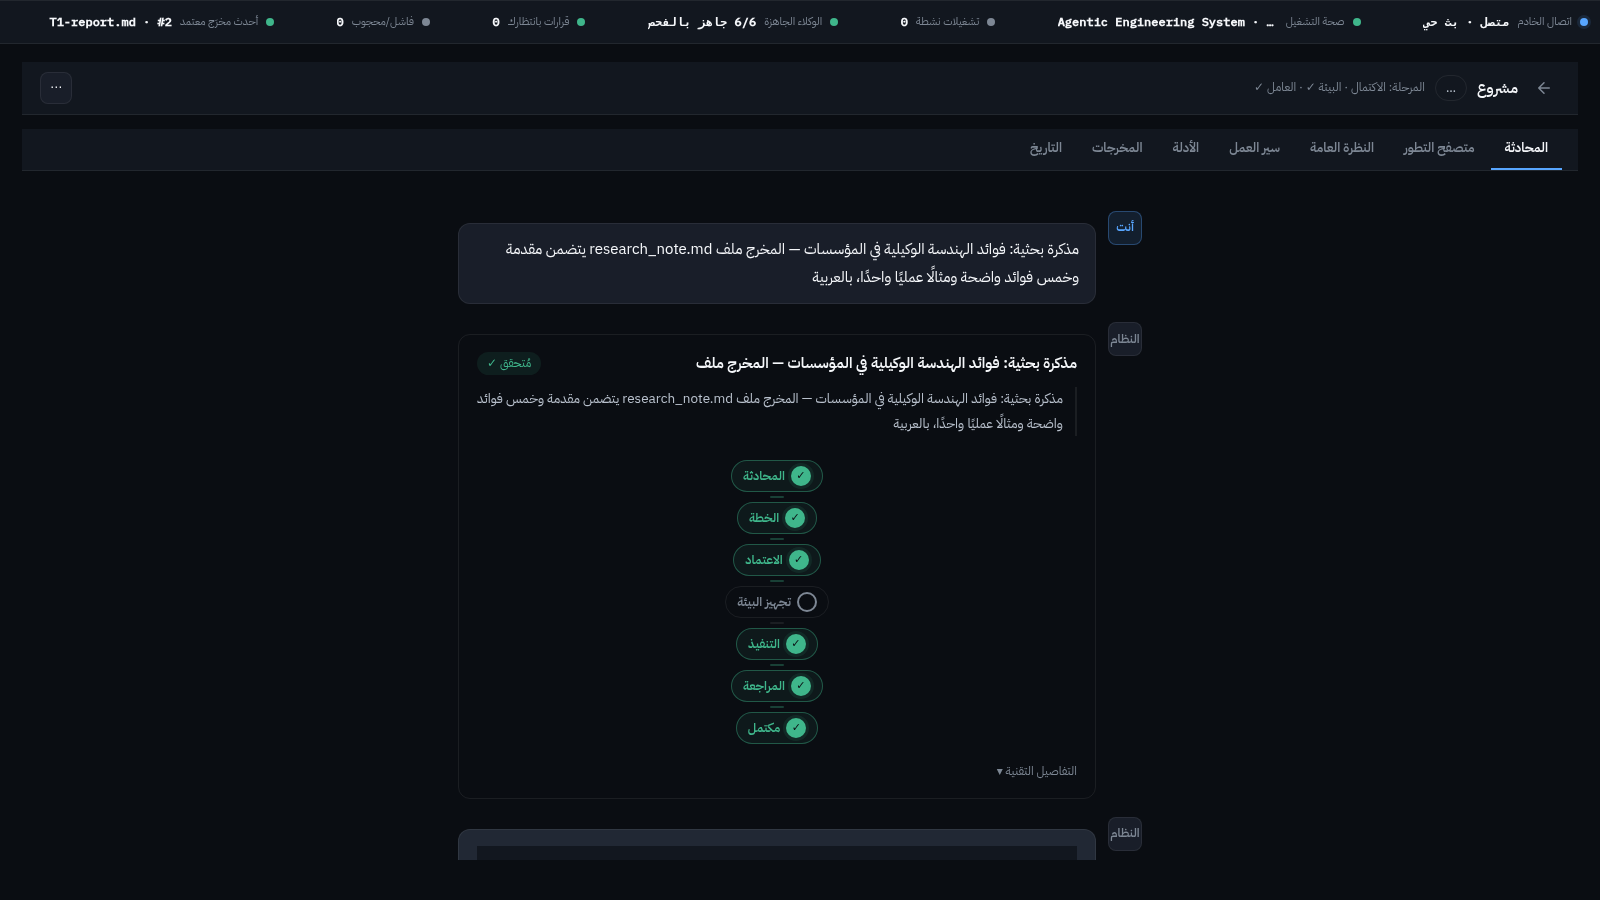 اتصال الخادم متصل · بث حي
صحة التشغيل Agentic Engineering System · …
تشغيلات نشطة 0
الوكلاء الجاهزة 6/6 جاهز بالفحص
قرارات بانتظارك 0
فاشل/محجوب 0
أحدث مخرج معتمد T1-report.md · #2
← مشروع … المرحلة: الاكتمال · البيئة ✓ · العامل ✓
…
المحادثة
متصفح التطور
النظرة العامة
سير العمل
الأدلة
المخرجات
التاريخ
أنت
مذكرة بحثية: فوائد الهندسة الوكيلية في المؤسسات — المخرج ملف research_note.md يتضمن مقدمة
وخمس فوائد واضحة ومثالًا عمليًا واحدًا، بالعربية
النظام
مذكرة بحثية: فوائد الهندسة الوكيلية في المؤسسات — المخرج ملف
مُتحقق ✓
مذكرة بحثية: فوائد الهندسة الوكيلية في المؤسسات — المخرج ملف research_note.md يتضمن مقدمة وخمس فوائد
واضحة ومثالًا عمليًا واحدًا، بالعربية
✓ المحادثة
✓ الخطة
✓ الاعتماد
تجهيز البيئة
✓ التنفيذ
✓ المراجعة
✓ مكتمل
التفاصيل التقنية ▾
النظام